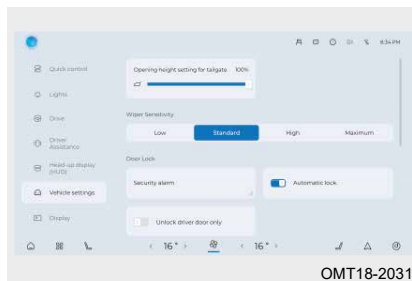 8:34 PM
Quick control
Opening height setting for tailgate 100%
Lights
Wiper Sensitivity
Drive
Low Standard High Maximum
Driver
Assistance
Door Lock
Head-up display
(HUD)
Security alarm
Automatic lock
Vehicle settings
Display
Unlock driver door only
16° 16°
OMT18-2031